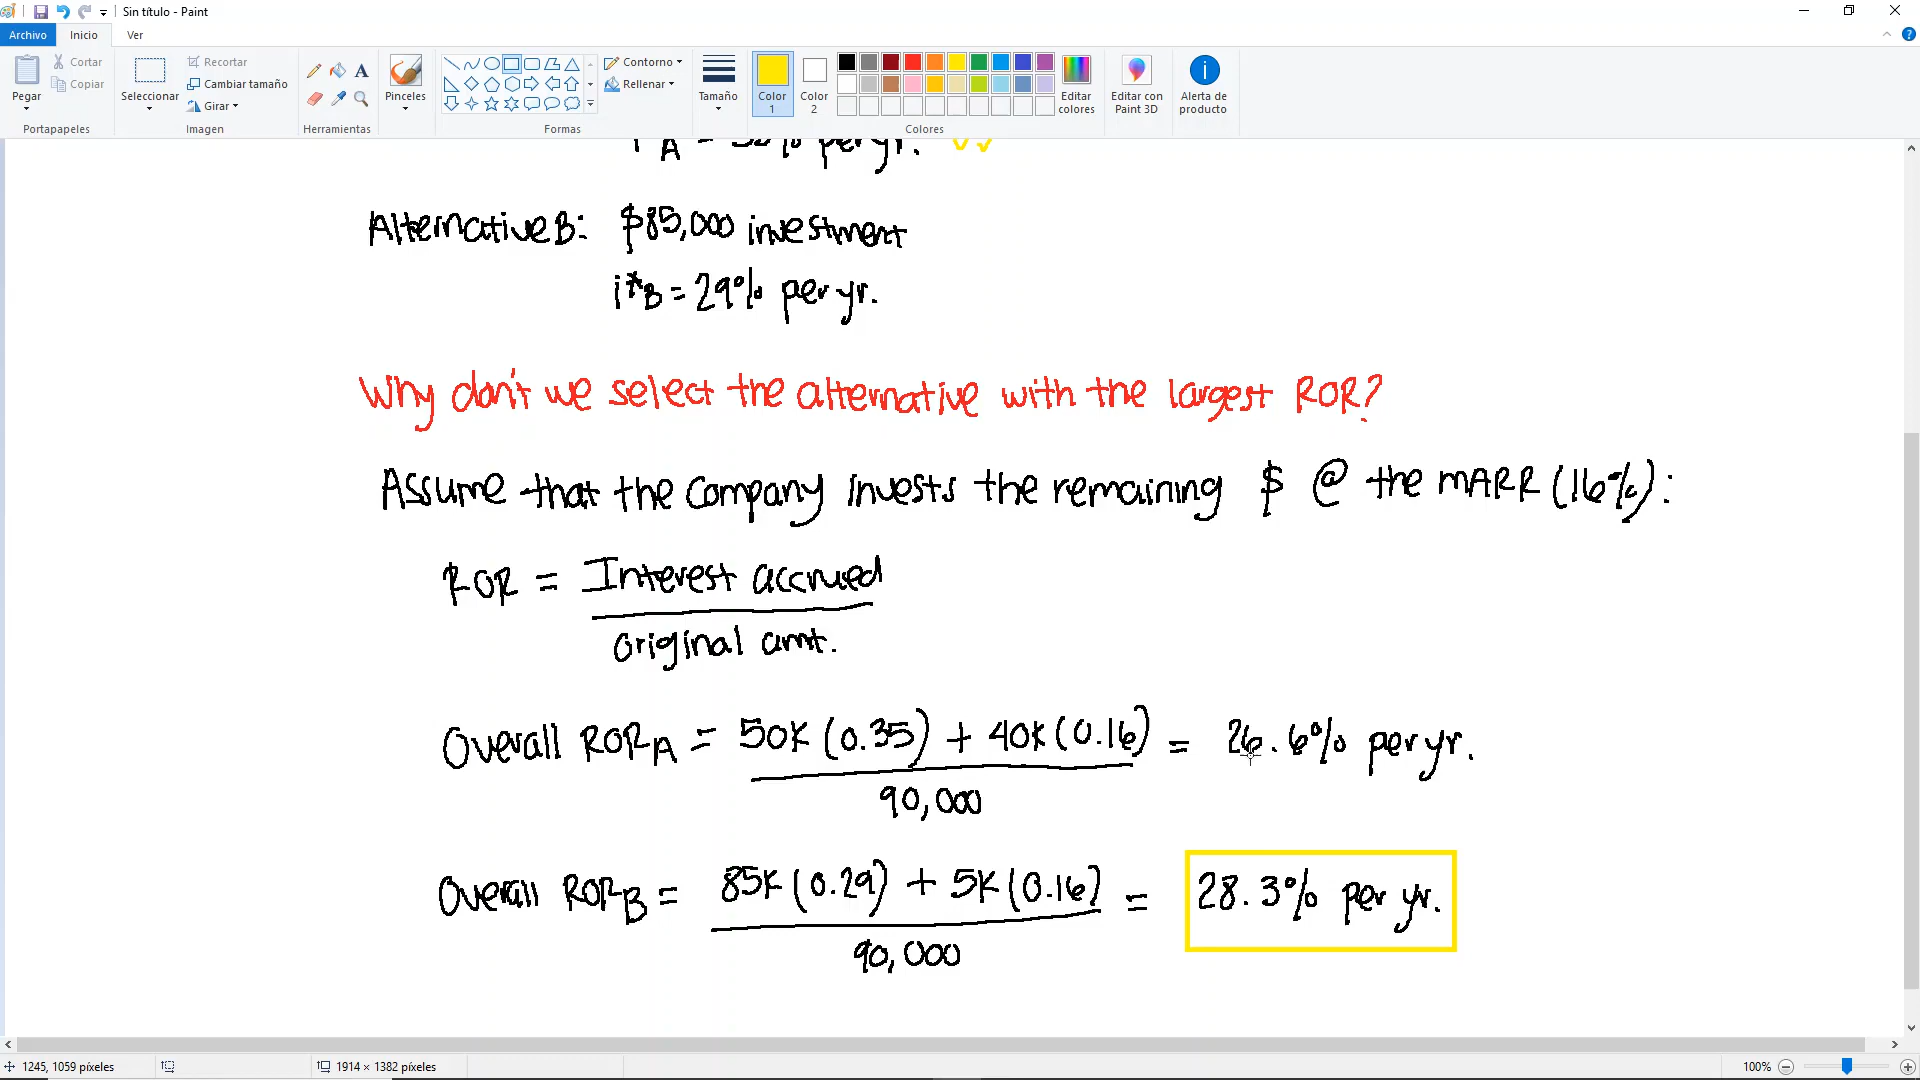 Sin título - Paint
Archivo Inicio Ver
Pegar
Cortar
Copiar
Portapapeles
Seleccionar
Recortar
Cambiar tamaño
Girar
Imagen
A
Herramientas
Pinceles
Formas
Contorno
Rellenar
Tamaño
Color 1
Color 2
Colores
Editar colores
Editar con Paint 3D
Alerta de producto
A = % per yr.
Alternative B: $85,000 investment
i*B = 29% per yr.
Why don't we select the alternative with the largest ROR?
Assume that the company invests the remaining $ @ the MARR (16%):
ROR = Interest accrued
original amt.
Overall RORA = 50K (0.35) + 40K (0.16) = 26.6% per yr.
90,000
Overall RORB = 85K (0.29) + 5K (0.16) = 28.3% per yr.
90,000
1245, 1059 píxeles
1914 × 1382 píxeles
100%